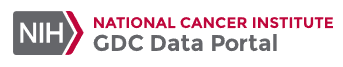 NIH
NATIONAL CANCER INSTITUTE
GDC Data Portal